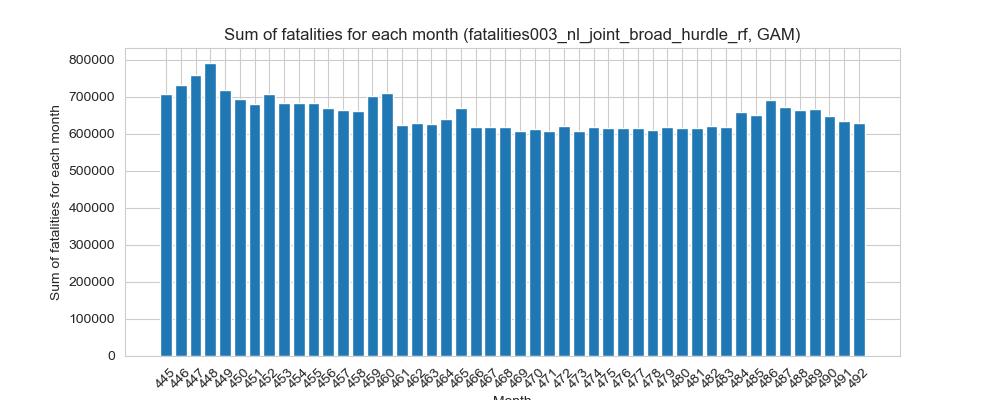 Sum of fatalities for each month (fatalities003_nl_joint_broad_hurdle_rf, GAM)
Sum of fatalities for each month
800000
700000
600000
500000
400000
300000
200000
100000
0
445 446 447 448 449 450 451 452 453 454 455 456 457 458 459 460 461 462 463 464 465 466 467 468 469 470 471 472 473 474 475 476 477 478 479 480 481 482 483 484 485 486 487 488 489 490 491 492
Month